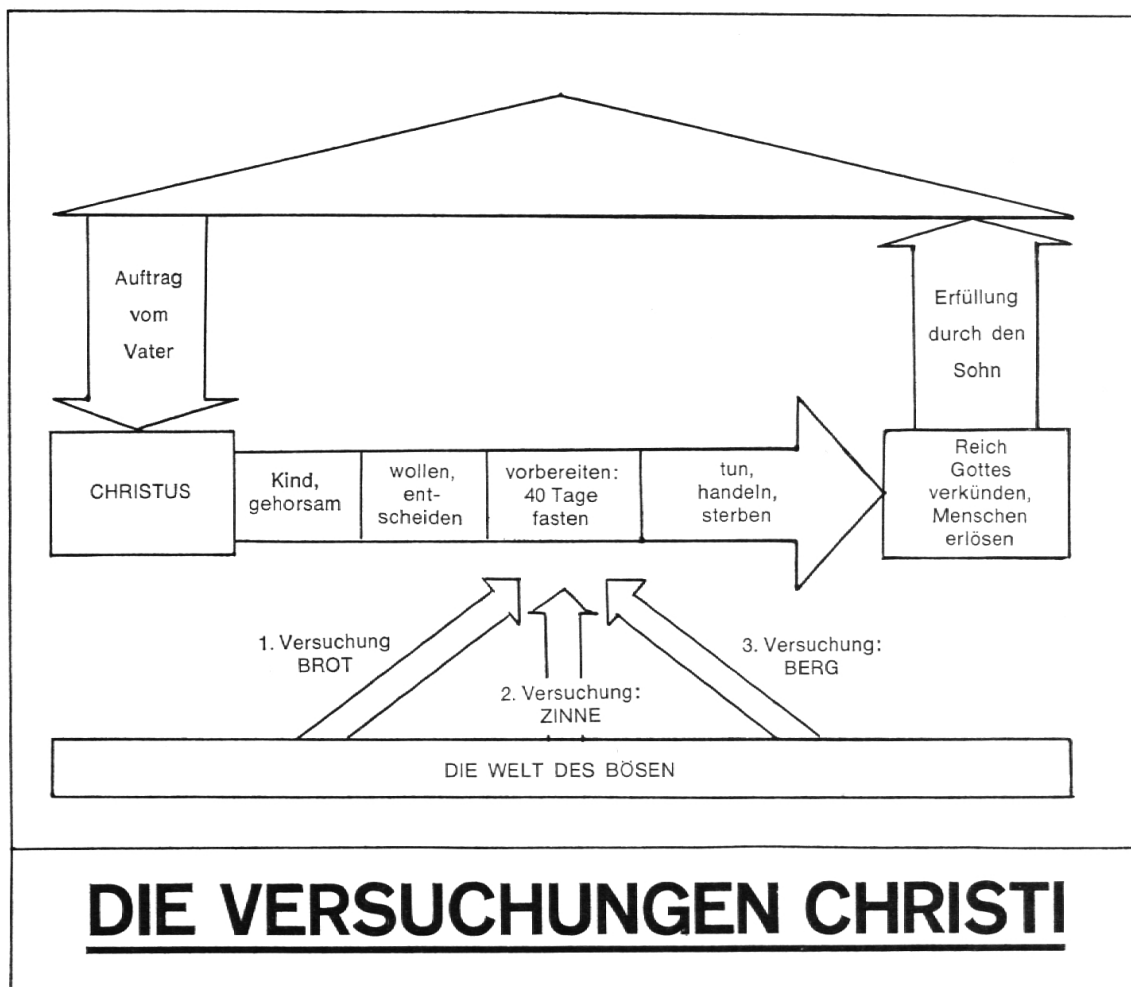 Auftrag
vom
Vater
Erfüllung
durch den
Sohn
CHRISTUS
Kind,
gehorsam
wollen,
ent-
scheiden
vorbereiten:
40 Tage
fasten
tun,
handeln,
sterben
Reich
Gottes
verkünden,
Menschen
erlösen
1. Versuchung
BROT
2. Versuchung:
ZINNE
3. Versuchung:
BERG
DIE WELT DES BÖSEN
DIE VERSUCHUNGEN CHRISTI